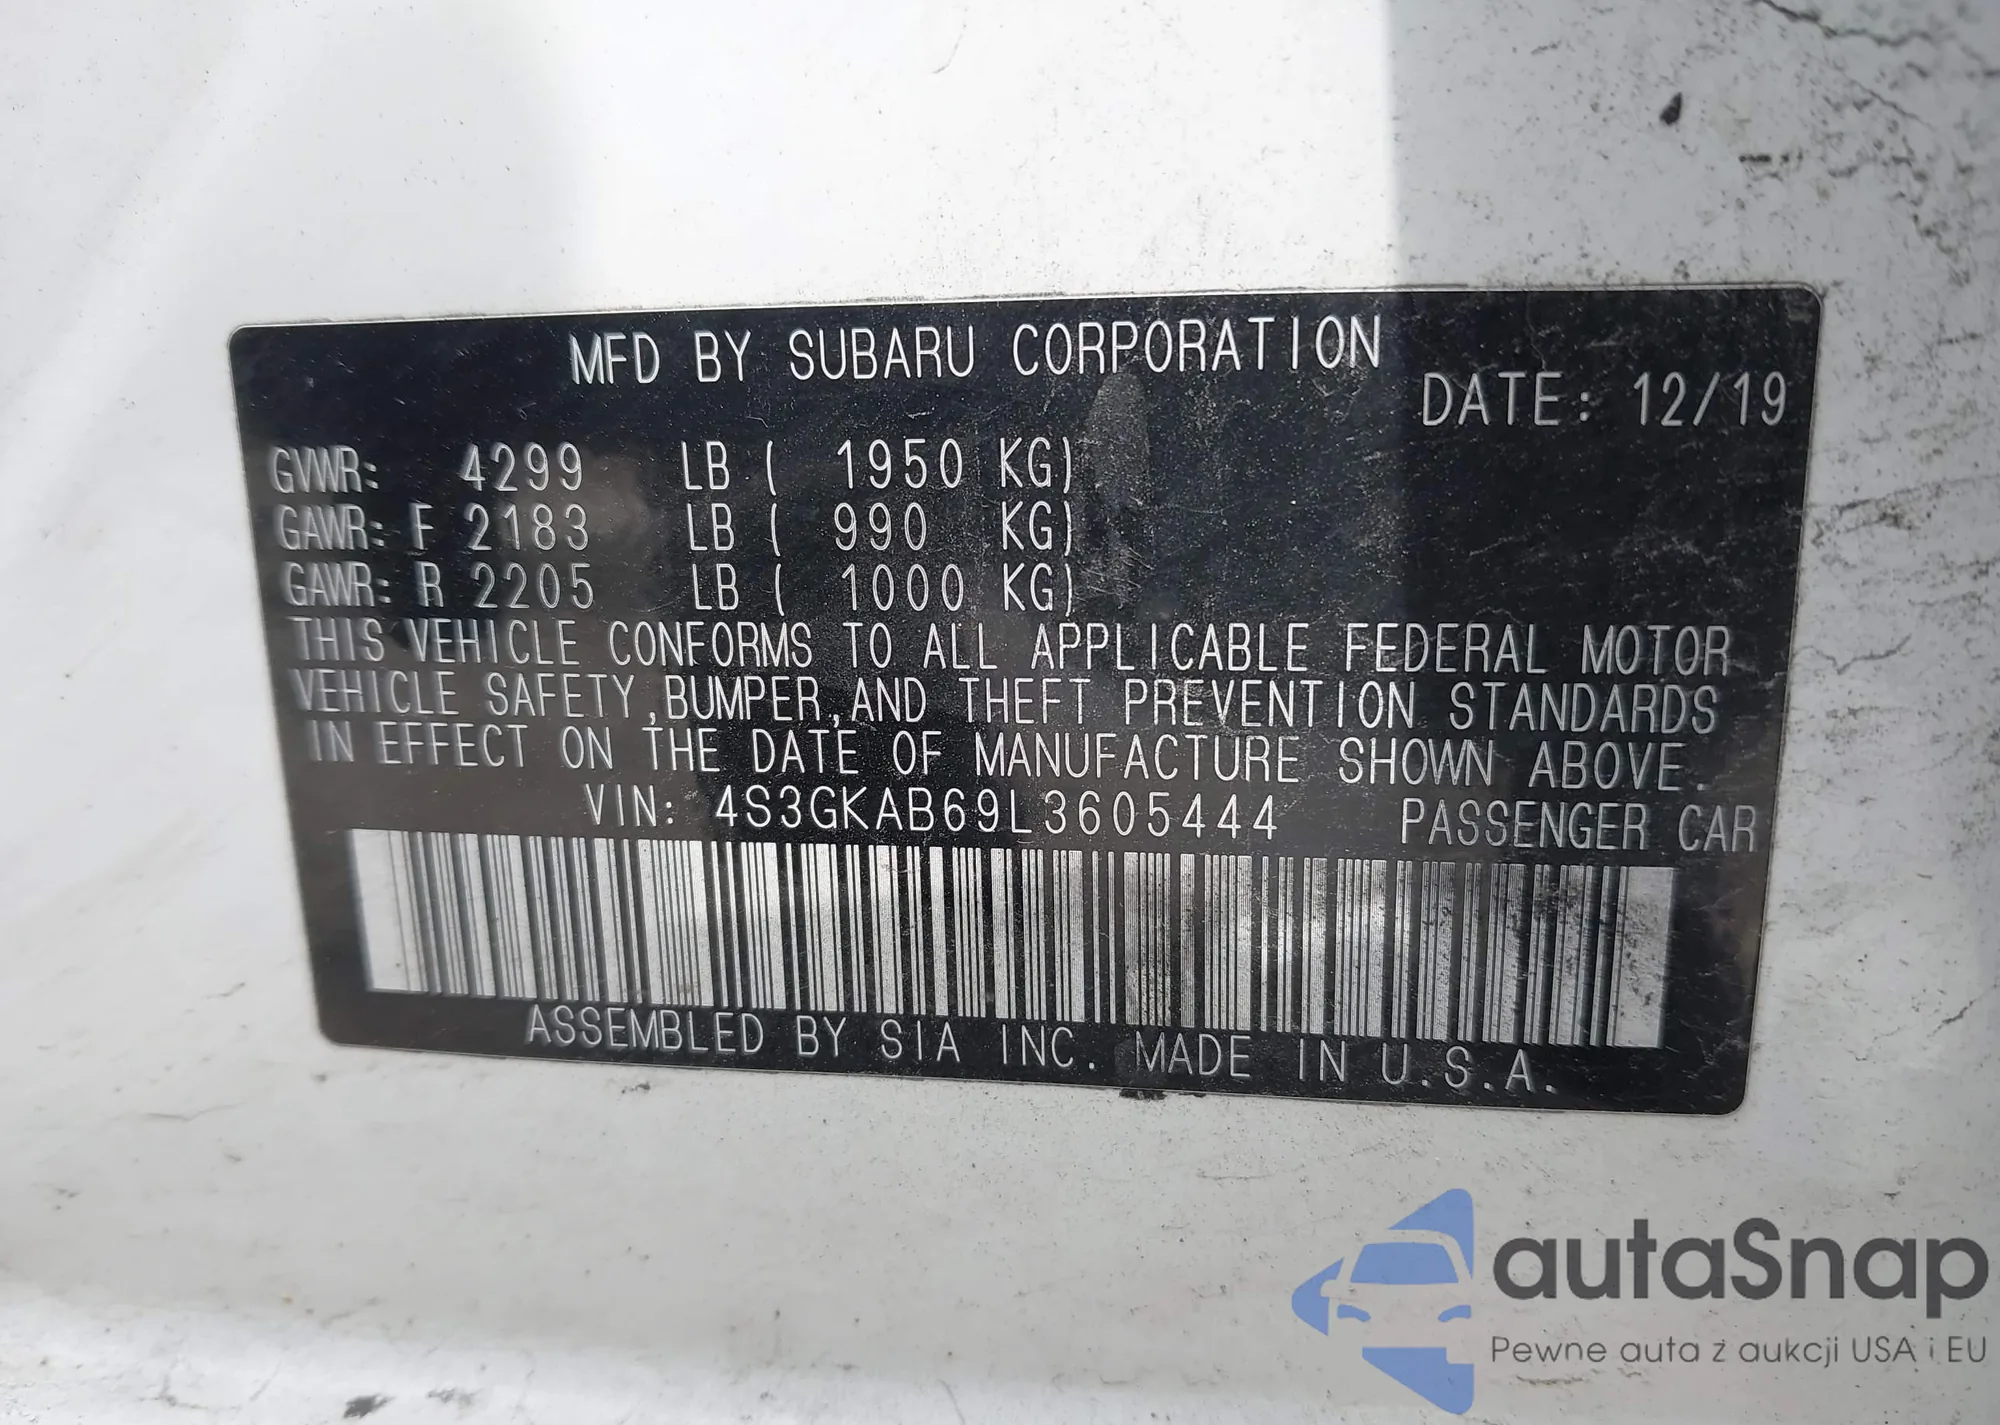 MFD BY SUBARU CORPORATION
DATE: 12/19
GVWR: 4299 LB ( 1950 KG)
GAWR: F 2183 LB ( 990 KG)
GAWR: R 2205 LB ( 1000 KG)
THIS VEHICLE CONFORMS TO ALL APPLICABLE FEDERAL MOTOR
VEHICLE SAFETY,BUMPER,AND THEFT PREVENTION STANDARDS
IN EFFECT ON THE DATE OF MANUFACTURE SHOWN ABOVE.
VIN: 4S3GKAB69L3605444 PASSENGER CAR
ASSEMBLED BY SIA INC. MADE IN U.S.A.
autaSnap
Pewne auta z aukcji USA i EU